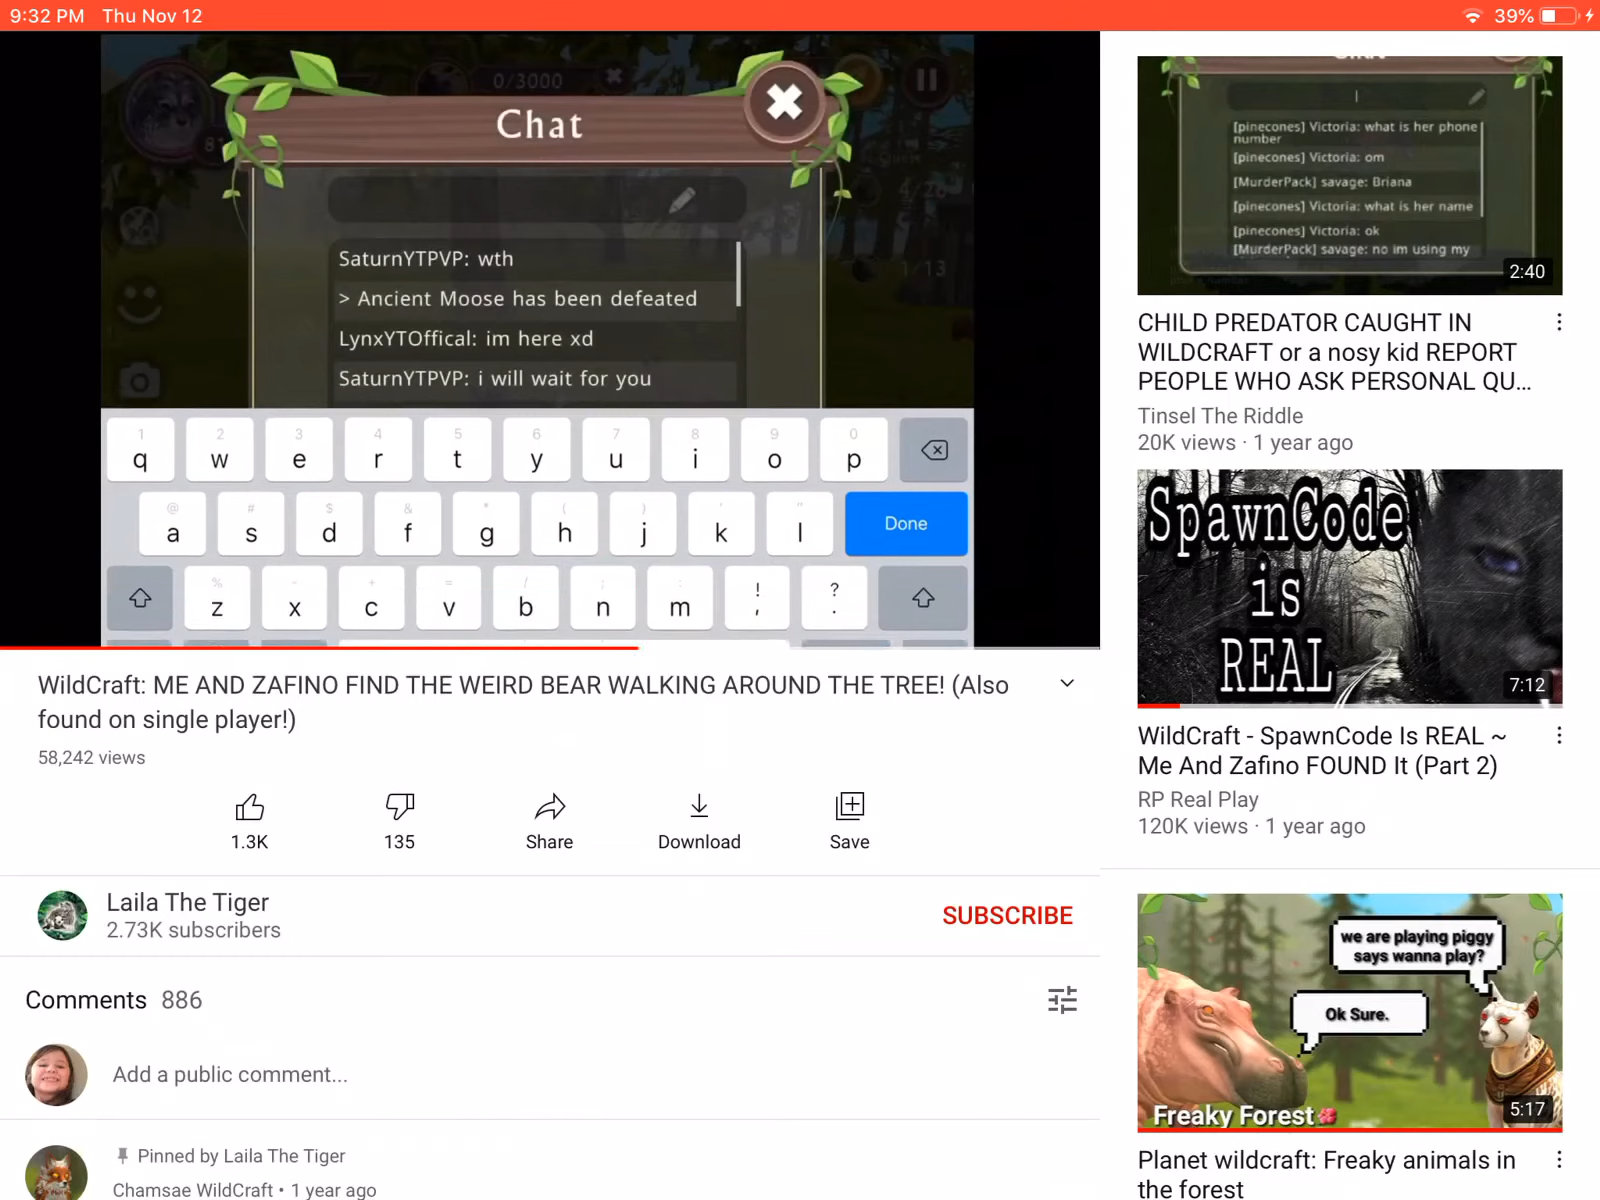 9:32 PM Thu Nov 12
39%
0/3000
Chat
SaturnYTPVP: wth
> Ancient Moose has been defeated
LynxYTOffical: im here xd
SaturnYTPVP: i will wait for you
1 2 3 4 5 6 7 8 9 0
q w e r t y u i o p
@ # $ & * ( ) ' "
a s d f g h j k l
Done
% - + = / ; : ! ?
z x c v b n m , .
WildCraft: ME AND ZAFINO FIND THE WEIRD BEAR WALKING AROUND THE TREE! (Also
found on single player!)
58,242 views
1.3K
135
Share
Download
Save
Laila The Tiger
2.73K subscribers
SUBSCRIBE
Comments 886
Add a public comment...
Pinned by Laila The Tiger
Chamsae WildCraft • 1 year ago
[pinecones] Victoria: what is her phone
number
[pinecones] Victoria: om
[MurderPack] savage: Briana
[pinecones] Victoria: what is her name
[pinecones] Victoria: ok
[MurderPack] savage: no im using my
2:40
CHILD PREDATOR CAUGHT IN
WILDCRAFT or a nosy kid REPORT
PEOPLE WHO ASK PERSONAL QU...
Tinsel The Riddle
20K views · 1 year ago
SpawnCode
is
REAL
7:12
WildCraft - SpawnCode Is REAL ~
Me And Zafino FOUND It (Part 2)
RP Real Play
120K views · 1 year ago
we are playing piggy
says wanna play?
Ok Sure.
Freaky Forest
5:17
Planet wildcraft: Freaky animals in
the forest